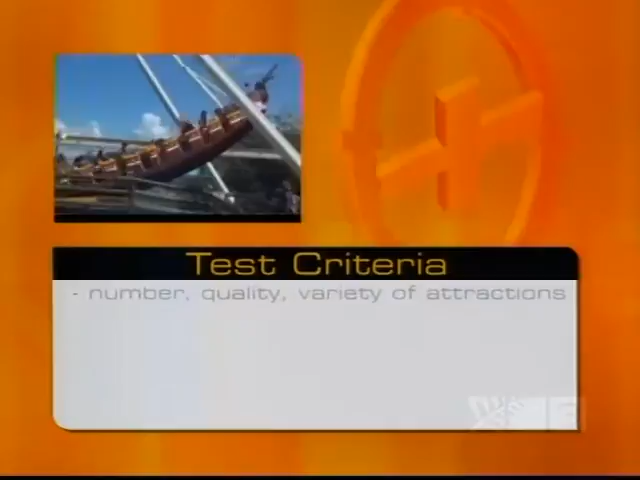 Test Criteria
- number, quality, variety of attractions